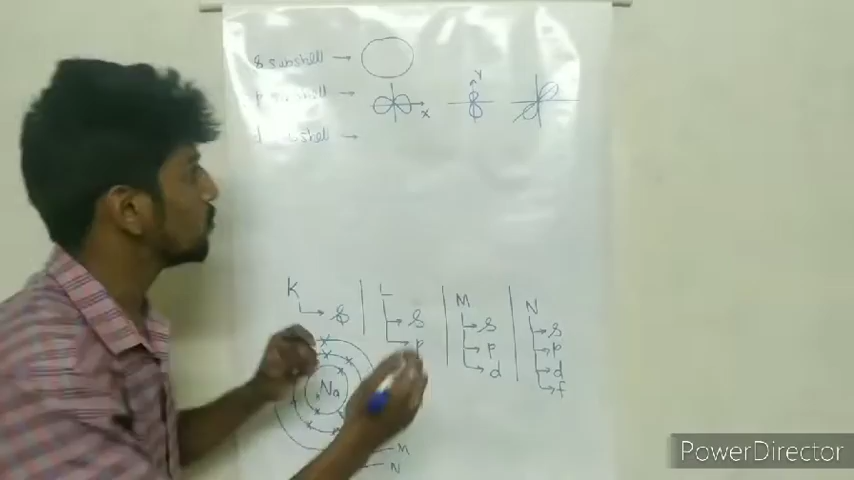 s subshell →
p subshell → x y
subshell →
K L M N
s s s s
p p p
d d
f
Na
M
N
PowerDirector